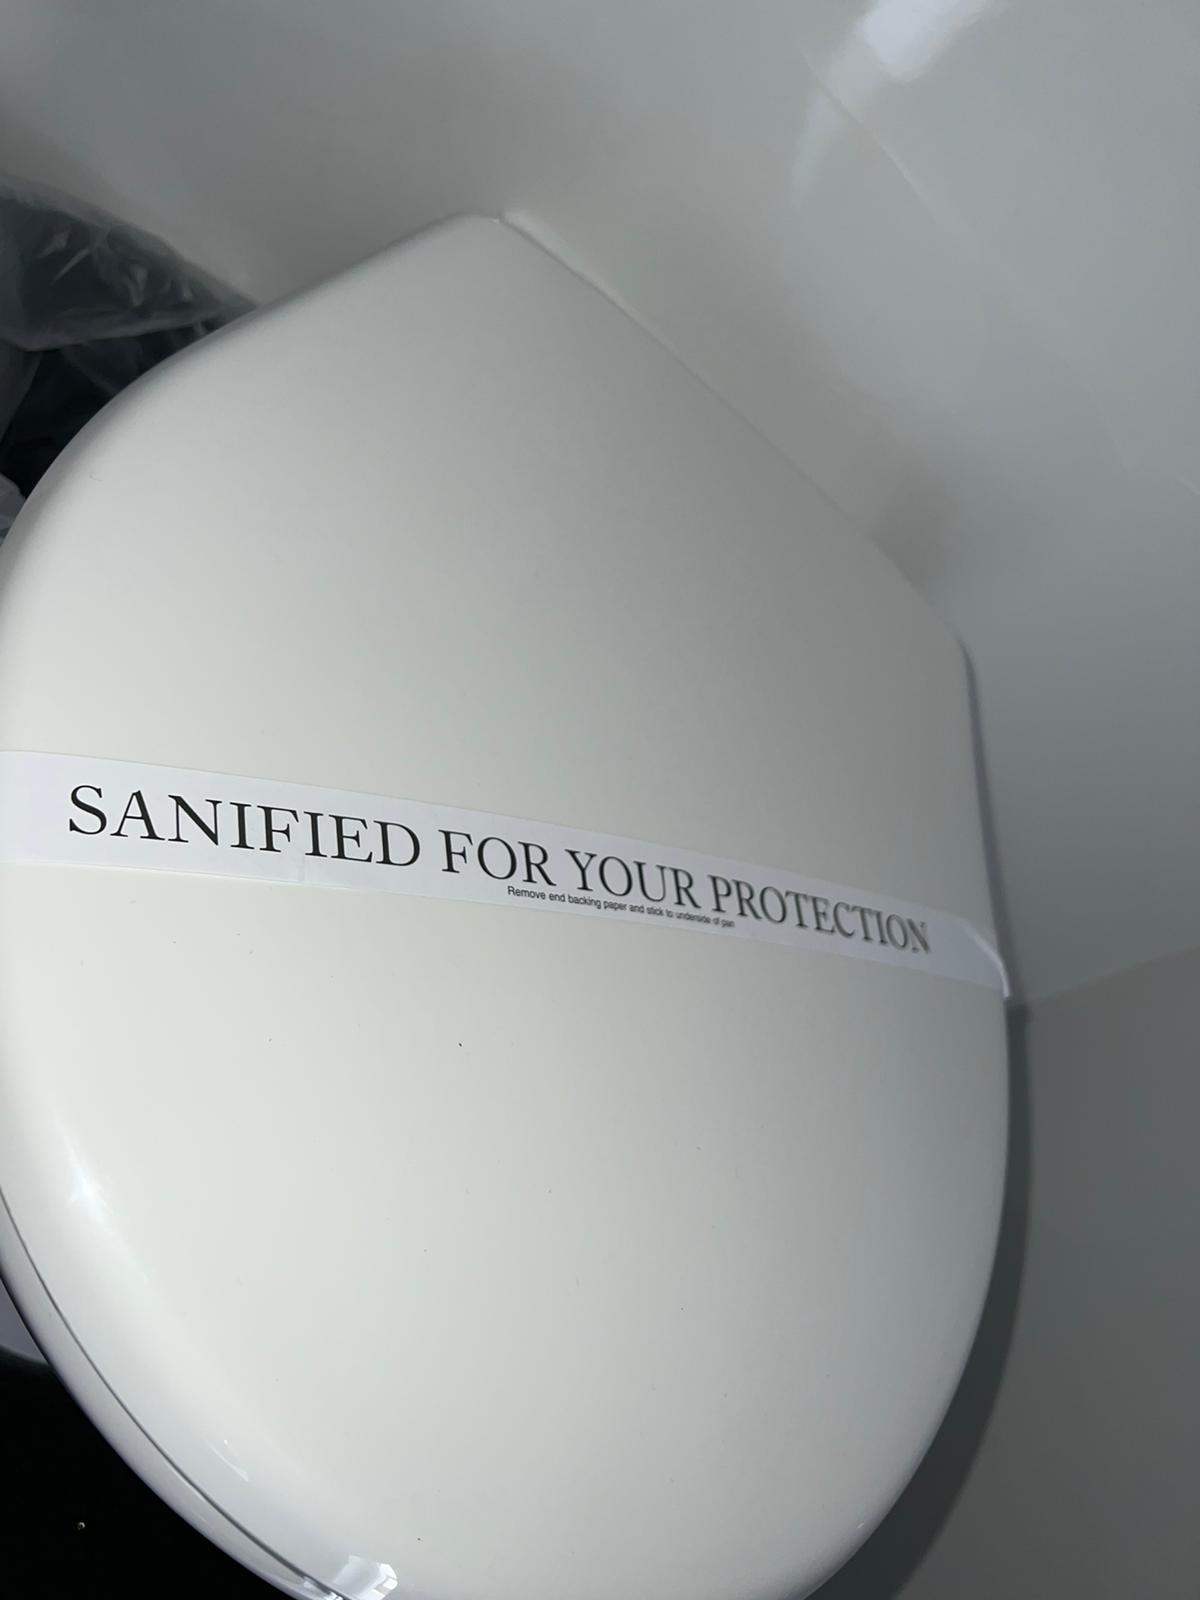 SANIFIED FOR YOUR PROTECTION
Remove end backing paper and stick to underside of pan